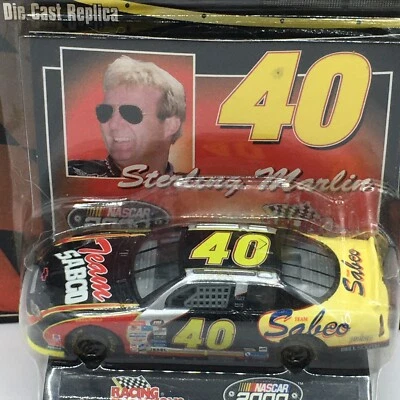 Die Cast Replica
40
Sterling Marlin
NASCAR
40
Team
SABCO
Sabco
40
TEAM
Sabco
RACING
NASCAR
2000